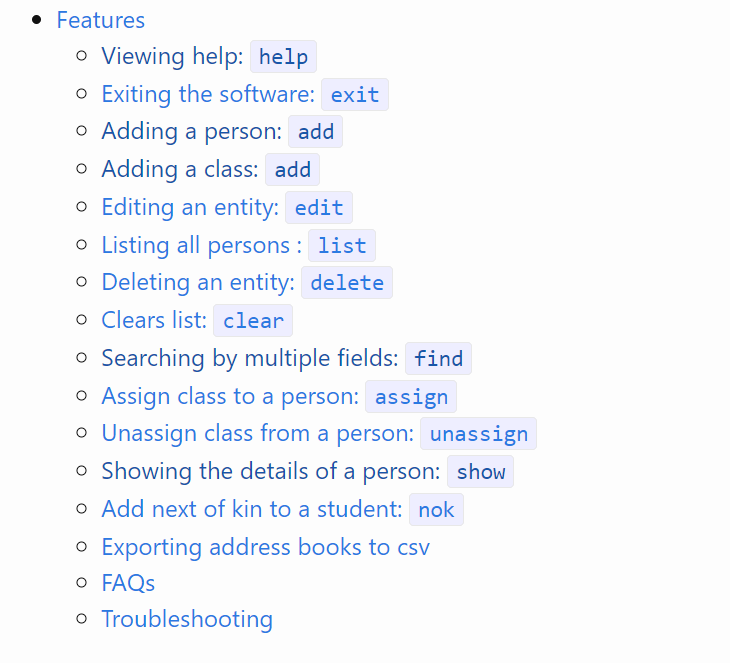 Features
Viewing help: help
Exiting the software: exit
Adding a person: add
Adding a class: add
Editing an entity: edit
Listing all persons : list
Deleting an entity: delete
Clears list: clear
Searching by multiple fields: find
Assign class to a person: assign
Unassign class from a person: unassign
Showing the details of a person: show
Add next of kin to a student: nok
Exporting address books to csv
FAQs
Troubleshooting